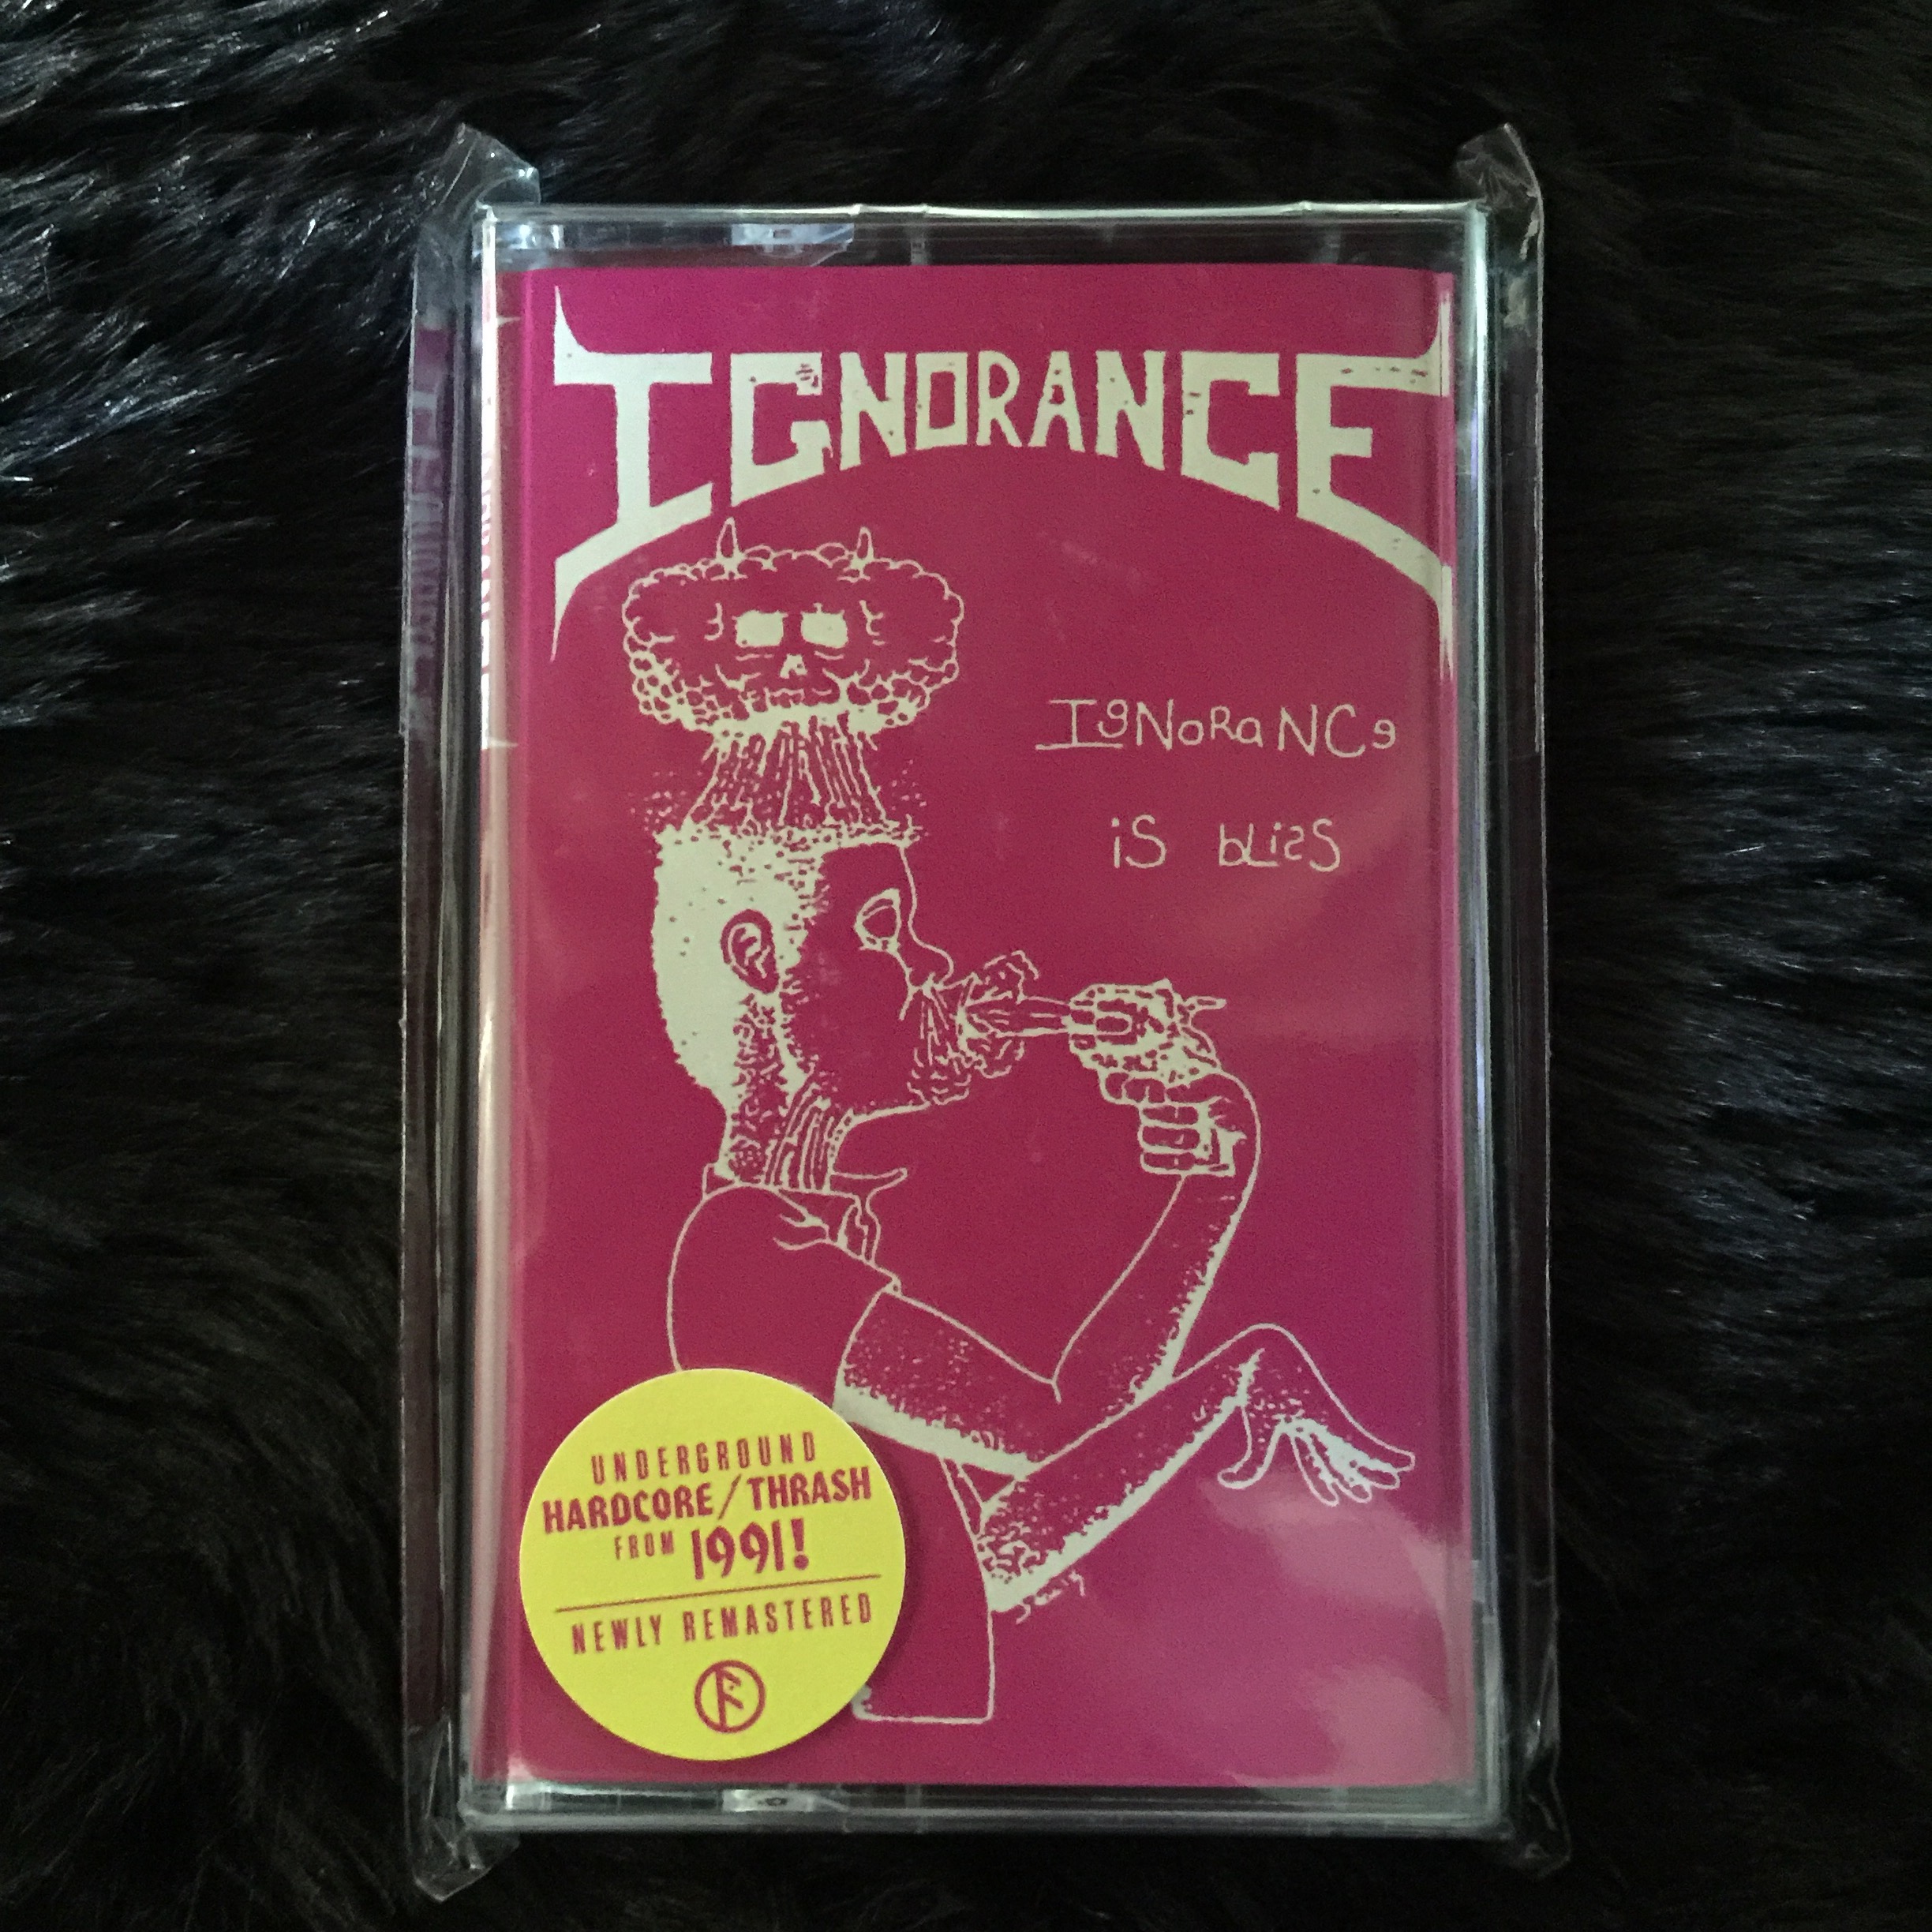 IGNORANCE
IgNoRaNCe
iS bLisS
UNDERGROUND
HARDCORE/THRASH
FROM 1991!
NEWLY REMASTERED